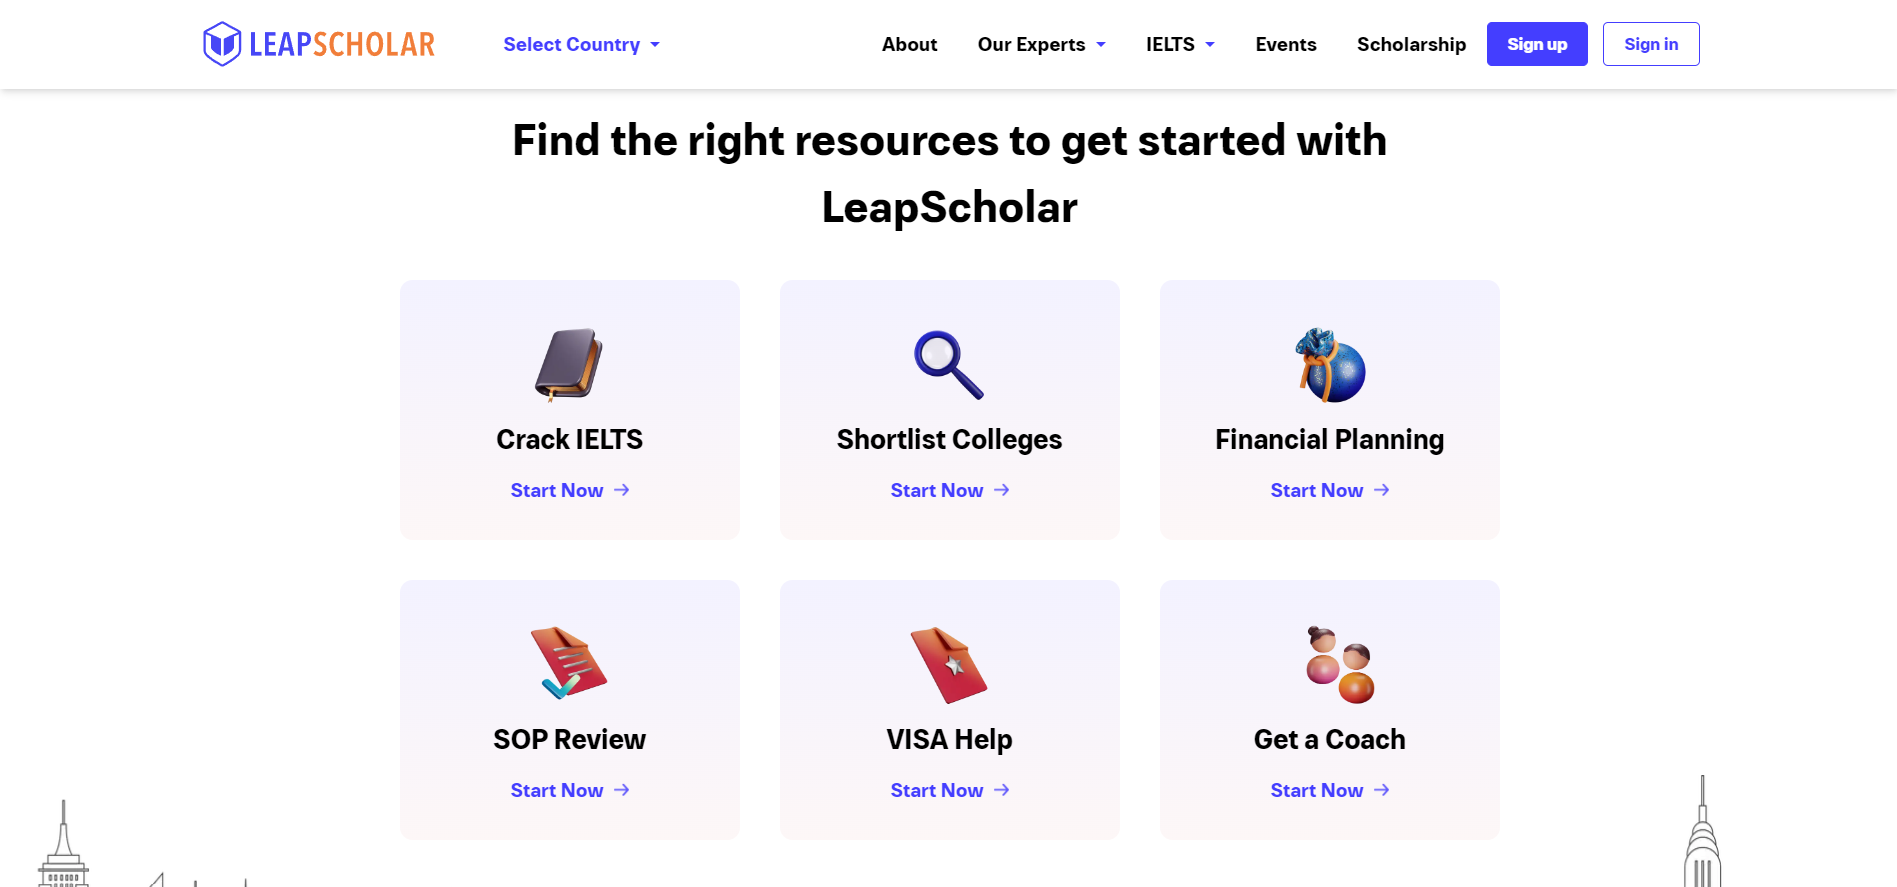 LEAPSCHOLAR
Select Country
About
Our Experts
IELTS
Events
Scholarship
Sign up
Sign in
Find the right resources to get started with
LeapScholar
Crack IELTS
Start Now
Shortlist Colleges
Start Now
Financial Planning
Start Now
SOP Review
Start Now
VISA Help
Start Now
Get a Coach
Start Now